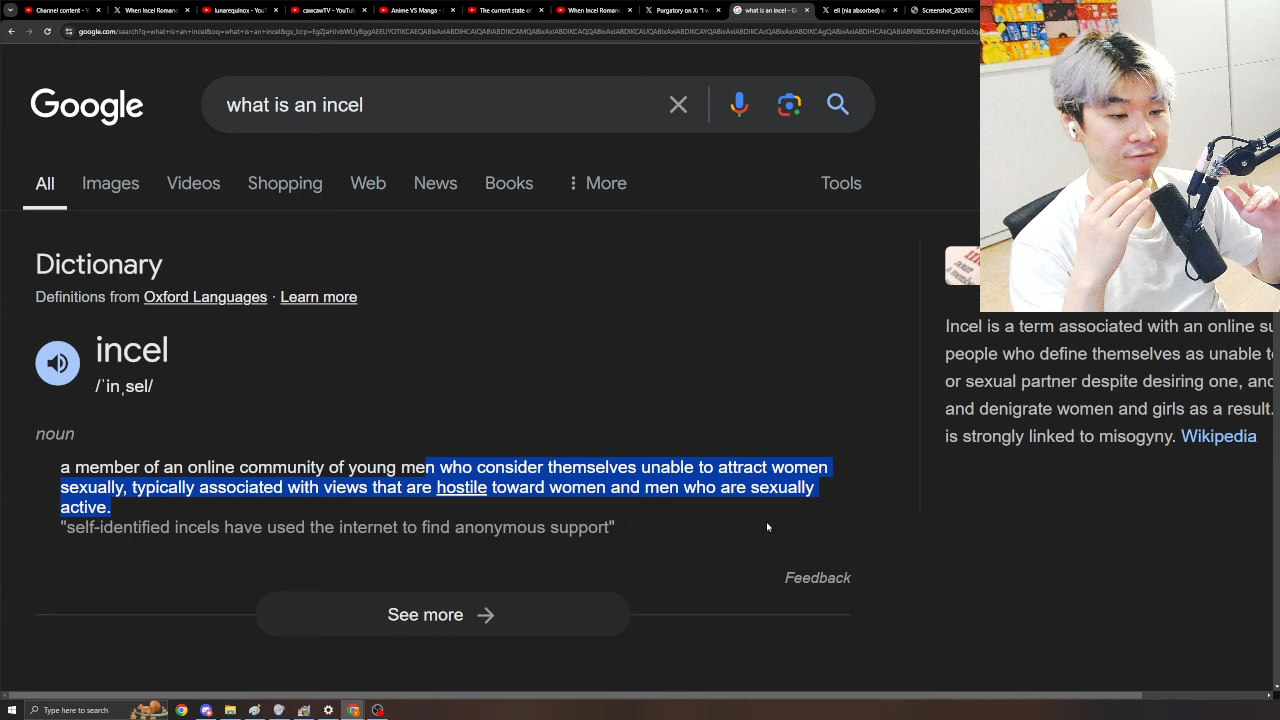 Channel content - Y
When Incel Roman
lunarequinox - YouT
cawcawTV - YouTub
Anime VS Manga -
The current state of
When Incel Roman
Purgatory on X: "I w
what is an incel - G
eli (nia absorbed) o
Screenshot_202410
Google
what is an incel
All
Images
Videos
Shopping
Web
News
Books
More
Tools
Dictionary
Definitions from Oxford Languages · Learn more
incel
/ˈinˌsel/
noun
a member of an online community of young men who consider themselves unable to attract women
sexually, typically associated with views that are hostile toward women and men who are sexually
active.
"self-identified incels have used the internet to find anonymous support"
Feedback
See more
Incel is a term associated with an online su
people who define themselves as unable t
or sexual partner despite desiring one, and
and denigrate women and girls as a result.
is strongly linked to misogyny. Wikipedia
Type here to search